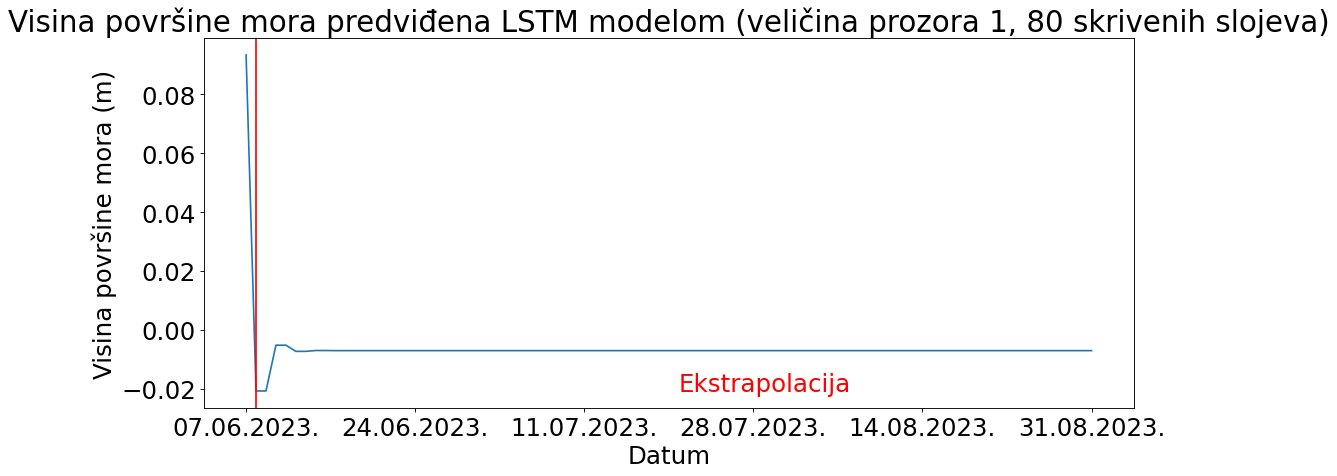 Visina površine mora predviđena LSTM modelom (veličina prozora 1, 80 skrivenih slojeva)
Visina površine mora (m)
0.08
0.06
0.04
0.02
0.00
−0.02
Ekstrapolacija
07.06.2023. 24.06.2023. 11.07.2023. 28.07.2023. 14.08.2023. 31.08.2023.
Datum